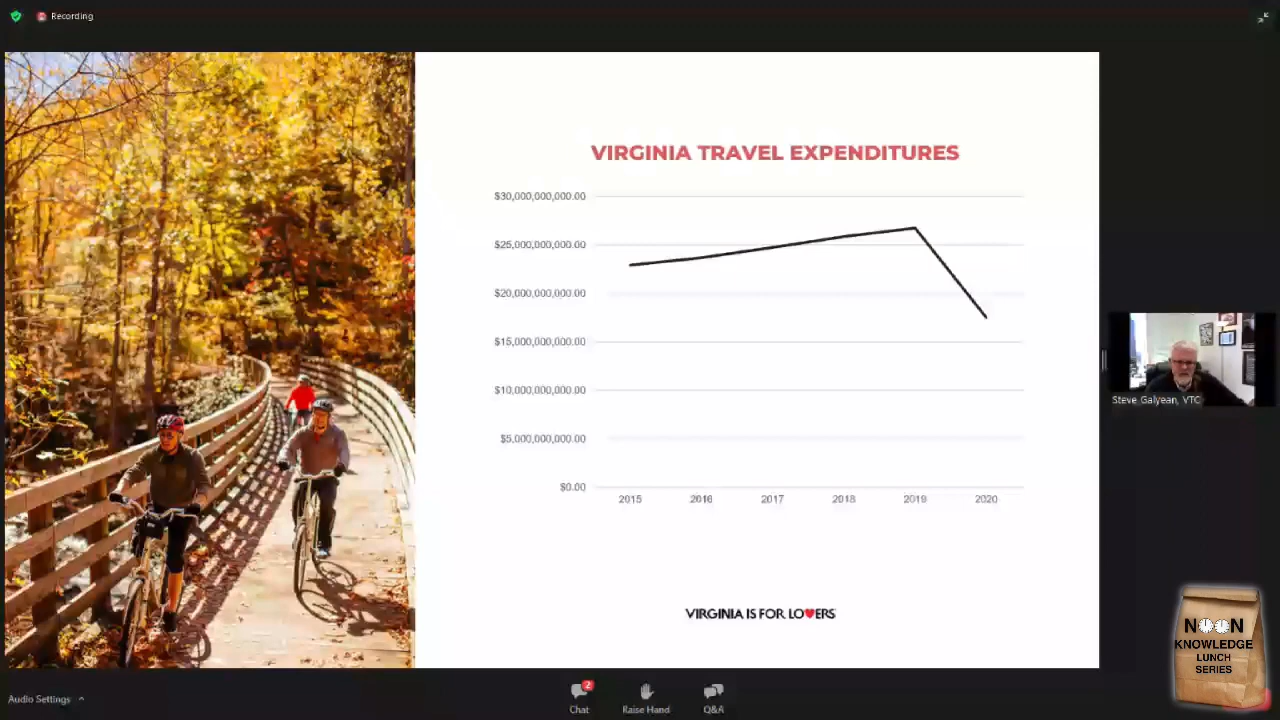 Recording
VIRGINIA TRAVEL EXPENDITURES
$30,000,000,000.00
$25,000,000,000.00
$20,000,000,000.00
$15,000,000,000.00
$10,000,000,000.00
$5,000,000,000.00
$0.00
2015 2016 2017 2018 2019 2020
VIRGINIA IS FOR LO♥ERS
Steve Galyean, VTC
NOON
KNOWLEDGE
LUNCH
SERIES
Audio Settings
2
Chat
Raise Hand
Q&A